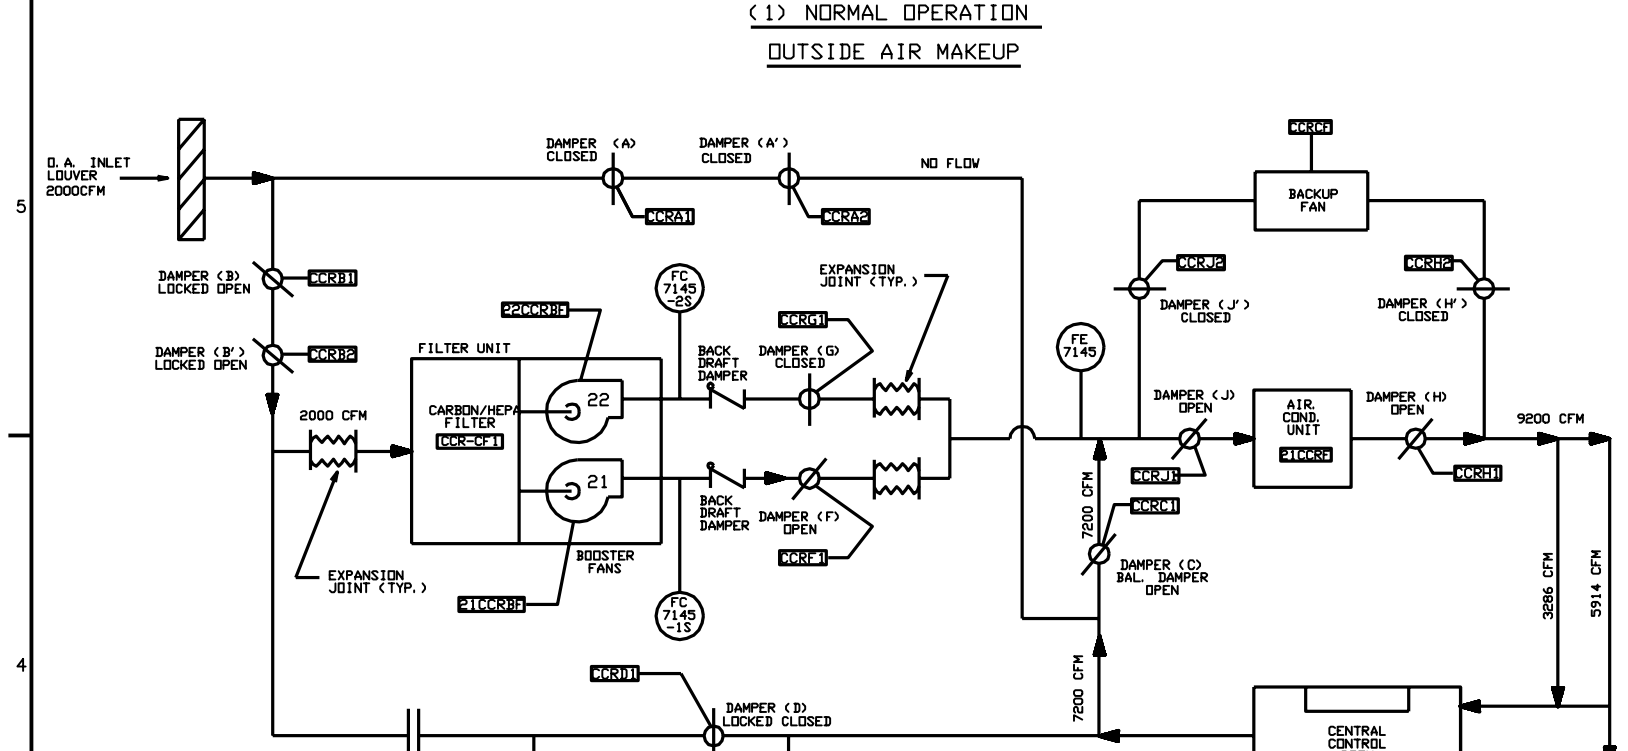 (1) NORMAL OPERATION
OUTSIDE AIR MAKEUP
CCRCF
O.A. INLET
LOUVER
2000CFM
DAMPER (A)
CLOSED
DAMPER (A')
CLOSED
NO FLOW
BACKUP
FAN
5
CCRA1
CCRA2
DAMPER (B)
LOCKED OPEN
CCRB1
FC
7145
-2S
EXPANSION
JOINT (TYP.)
CCRJ2
CCRH2
22CCRBF
CCRG1
DAMPER (J')
CLOSED
DAMPER (H')
CLOSED
DAMPER (B')
LOCKED OPEN
CCRB2
FILTER UNIT
BACK
DRAFT
DAMPER
DAMPER (G)
CLOSED
FE
7145
2000 CFM
CARBON/HEPA
FILTER
CCR-CF1
22
DAMPER (J)
OPEN
AIR.
COND.
UNIT
21CCRF
DAMPER (H)
OPEN
9200 CFM
21
CCRJ1
CCRH1
BACK
DRAFT
DAMPER
DAMPER (F)
OPEN
7200 CFM
CCRC1
BOOSTER
FANS
CCRF1
DAMPER (C)
BAL. DAMPER
OPEN
EXPANSION
JOINT (TYP.)
21CCRBF
FC
7145
-1S
3286 CFM
5914 CFM
4
CCRD1
7200 CFM
DAMPER (D)
LOCKED CLOSED
CENTRAL
CONTROL